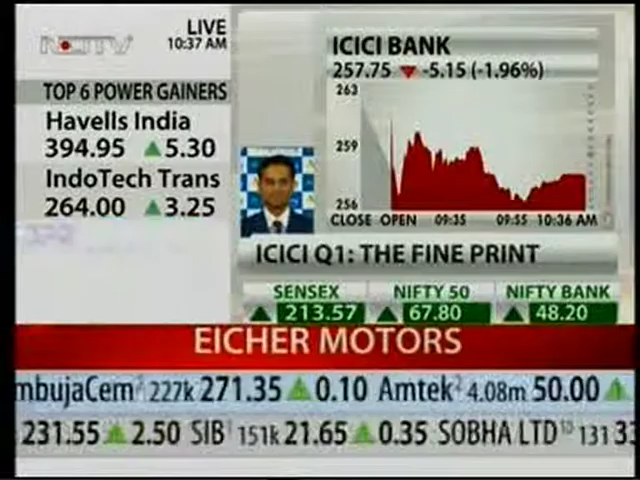 NDTV
LIVE
10:37 AM
TOP 6 POWER GAINERS
Havells India
394.95 ▲5.30
IndoTech Trans
264.00 ▲3.25
ICICI BANK
257.75 ▼ -5.15 (-1.96%)
263
259
256
CLOSE OPEN 09:35 09:55 10:36 AM
ICICI Q1: THE FINE PRINT
SENSEX NIFTY 50 NIFTY BANK
▲ 213.57 ▲ 67.80 ▲ 48.20
EICHER MOTORS
mbujaCem² 227k 271.35 ▲ 0.10 Amtek² 4.08m 50.00 ▲
231.55 ▲ 2.50 SIB¹ 151k 21.65 ▲ 0.35 SOBHA LTD¹⁰ 131